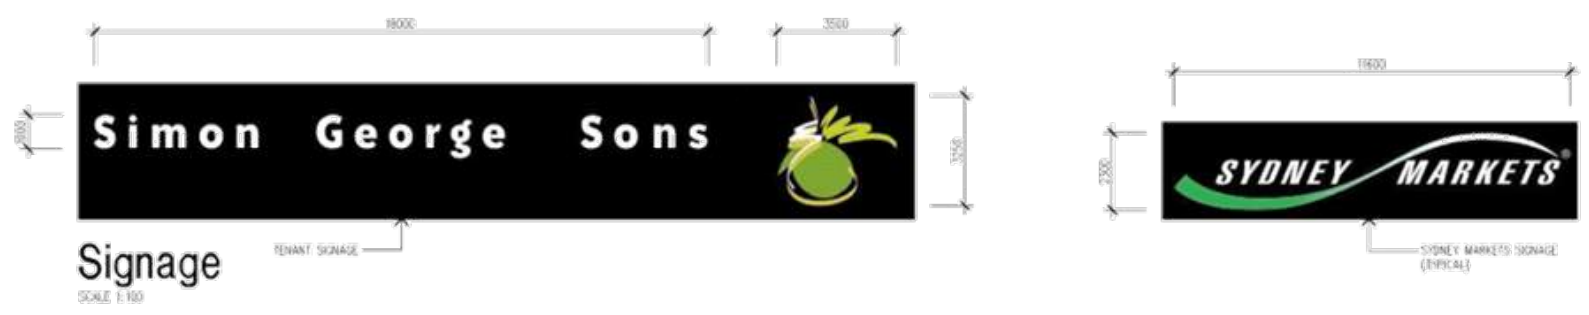 18000
3500
11600
Simon George Sons
3250
2300
SYDNEY MARKETS®
TENANT SIGNAGE
Signage
SCALE 1:100
SYDNEY MARKETS SIGNAGE
(TYPICAL)